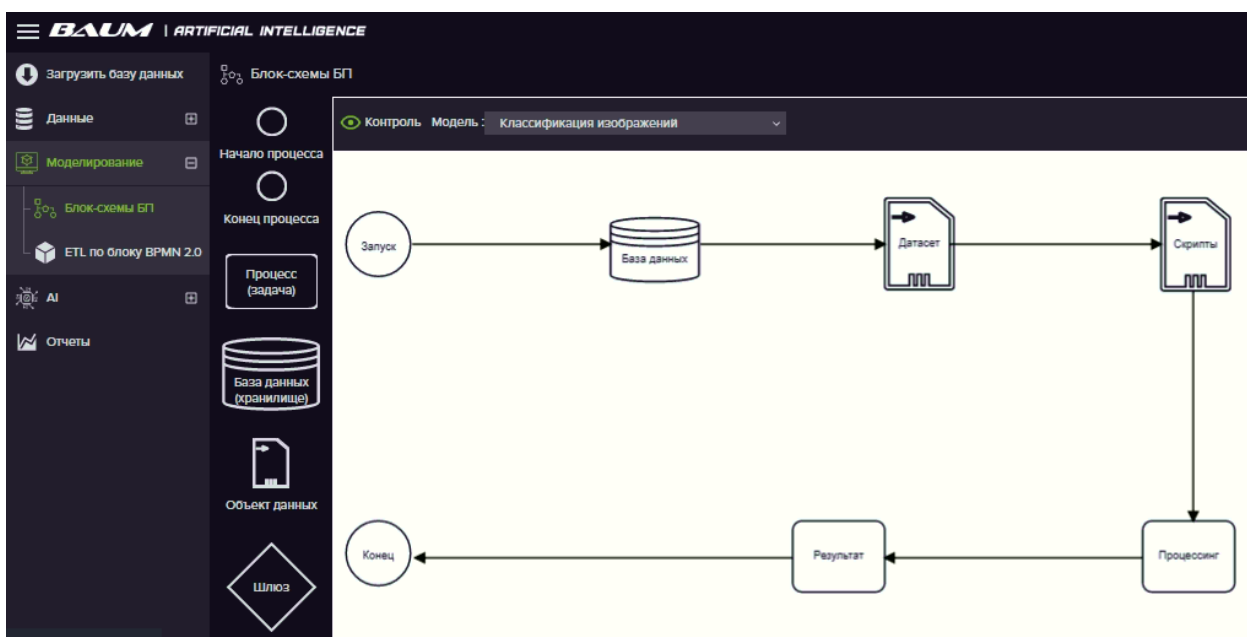 BAUM | ARTIFICIAL INTELLIGENCE
Загрузить базу данных
Данные
Моделирование
Блок-схемы БП
ETL по блоку BPMN 2.0
AI
Отчеты
Блок-схемы БП
Начало процесса
Конец процесса
Процесс
(задача)
База данных
(хранилище)
Объект данных
Шлюз
Контроль Модель : Классификация изображений
Запуск
База данных
Датасет
Скрипты
Конец
Результат
Процессинг